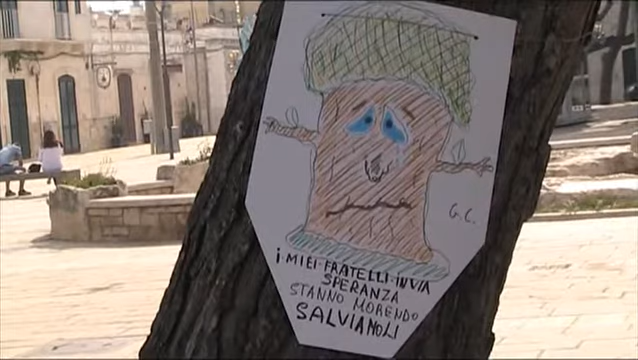 G.C.
i MIEI FRATELLI IN VIA
SPERANZA
STANNO MORENDO
SALVIAMOLI